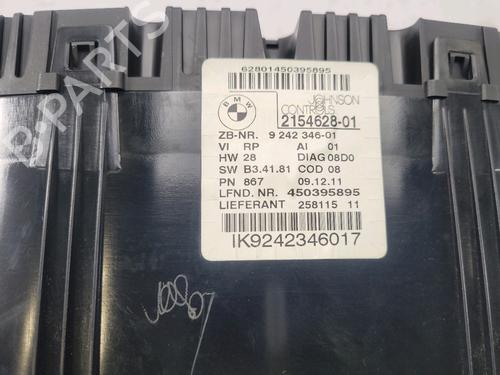 62801450395895
BMW
JOHNSON
CONTROLS
2154628-01
ZB-NR. 9 242 346-01
VI RP AI 01
HW 28 DIAG 08D0
SW B3.41.81 COD 08
PN 867 09.12.11
LFND. NR. 450395895
LIEFERANT 258115 11
IK9242346017
B-PARTS